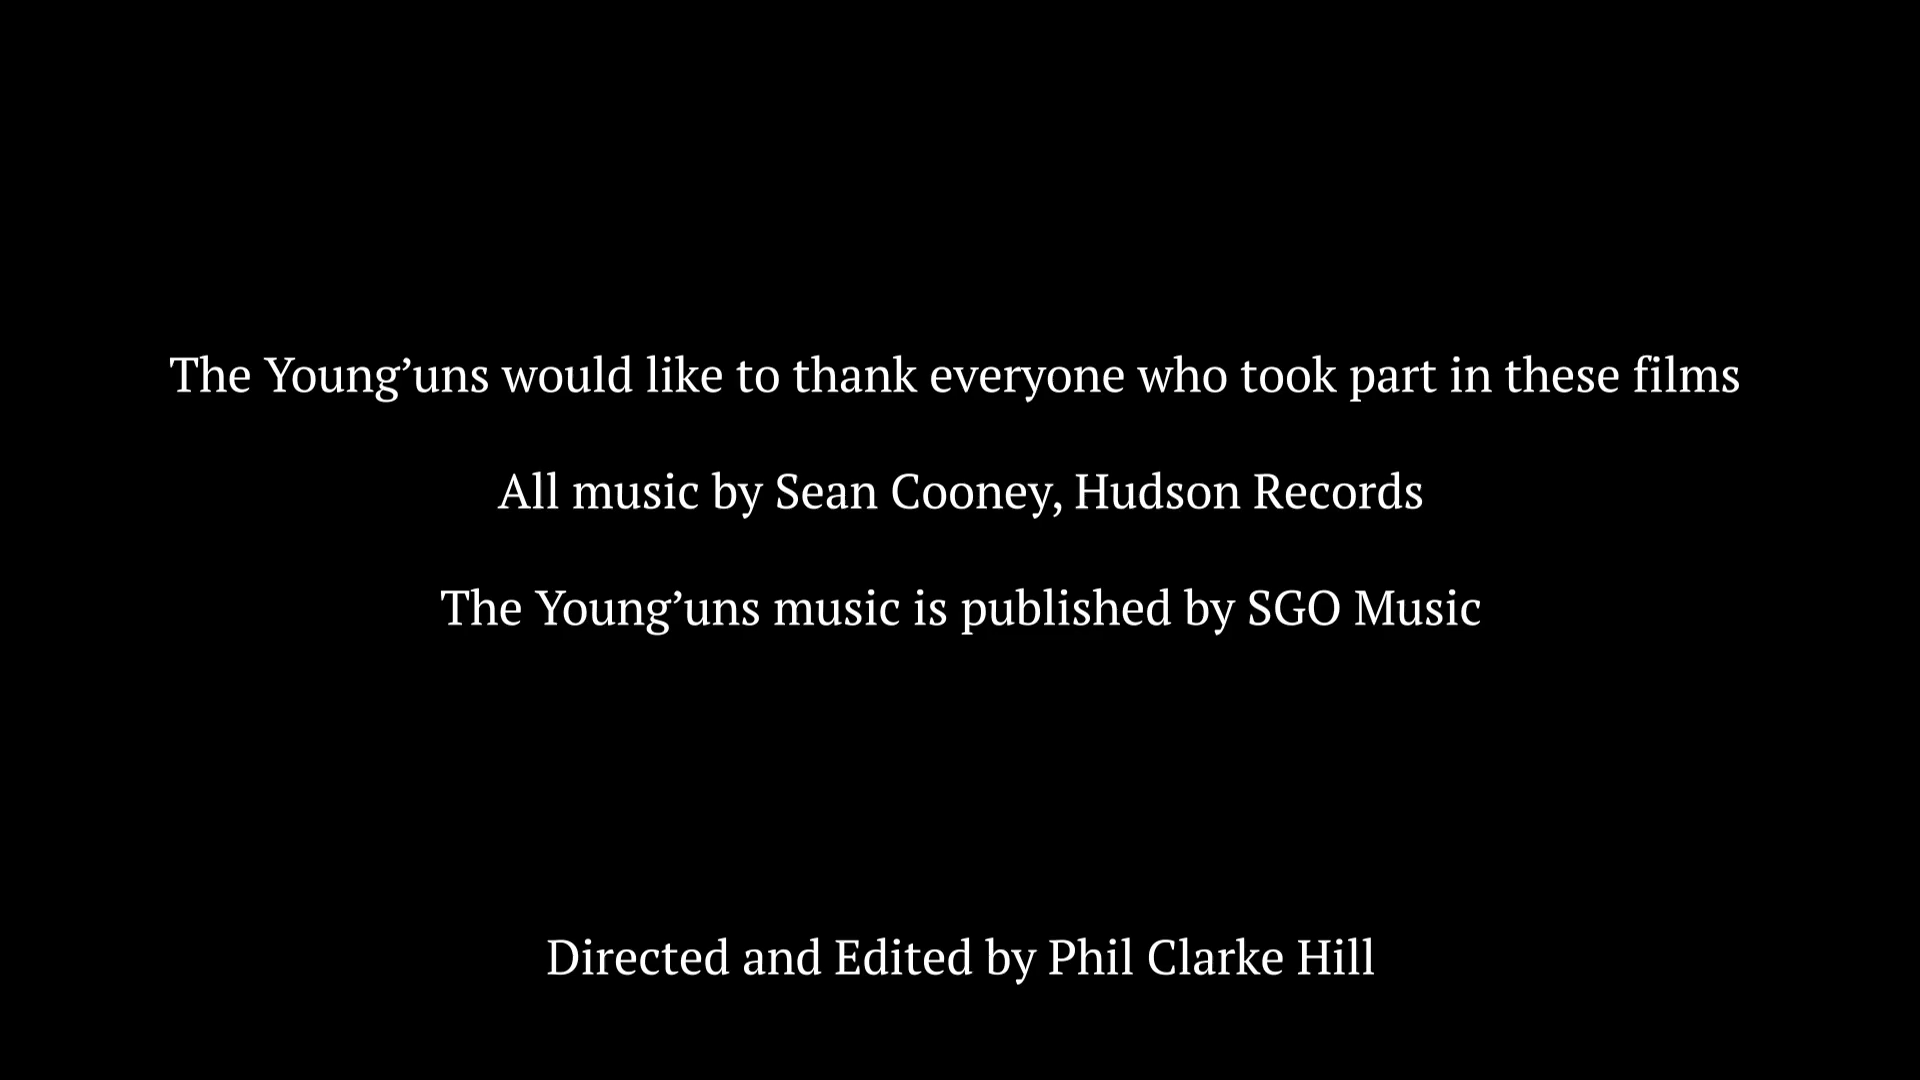 The Young’uns would like to thank everyone who took part in these films
All music by Sean Cooney, Hudson Records
The Young’uns music is published by SGO Music
Directed and Edited by Phil Clarke Hill